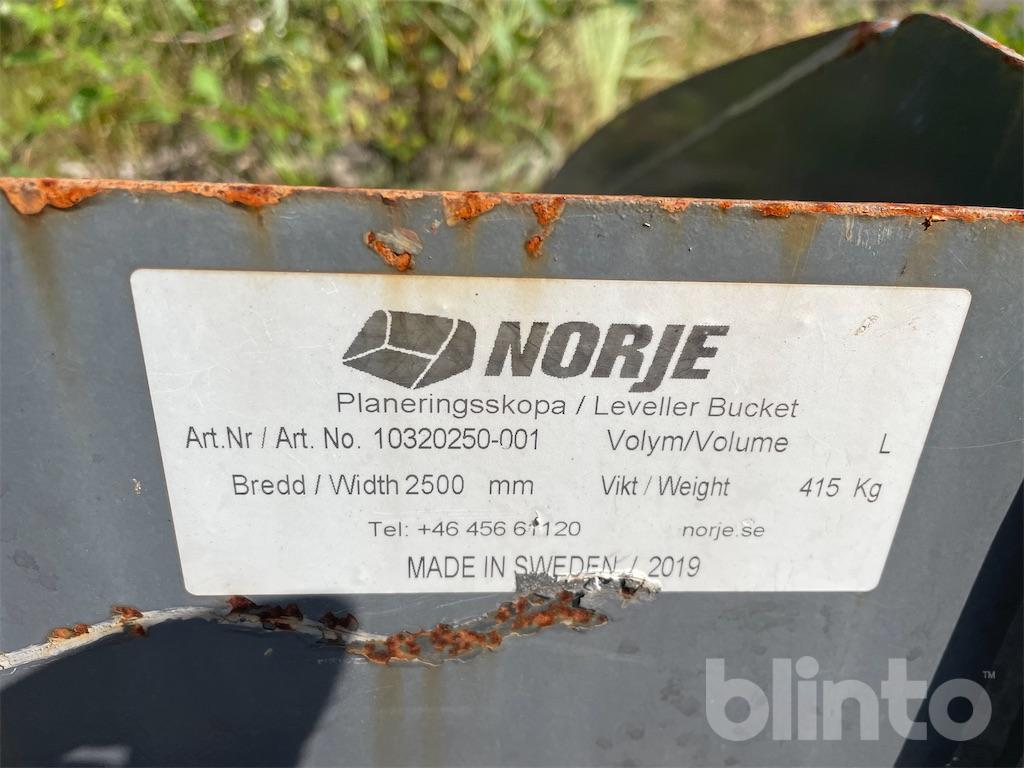 NORJE
Planeringsskopa / Leveller Bucket
Art.Nr / Art. No. 10320250-001 Volym/Volume L
Bredd / Width 2500 mm Vikt / Weight 415 Kg
Tel: +46 456 61120 norje.se
MADE IN SWEDEN / 2019
blinto™